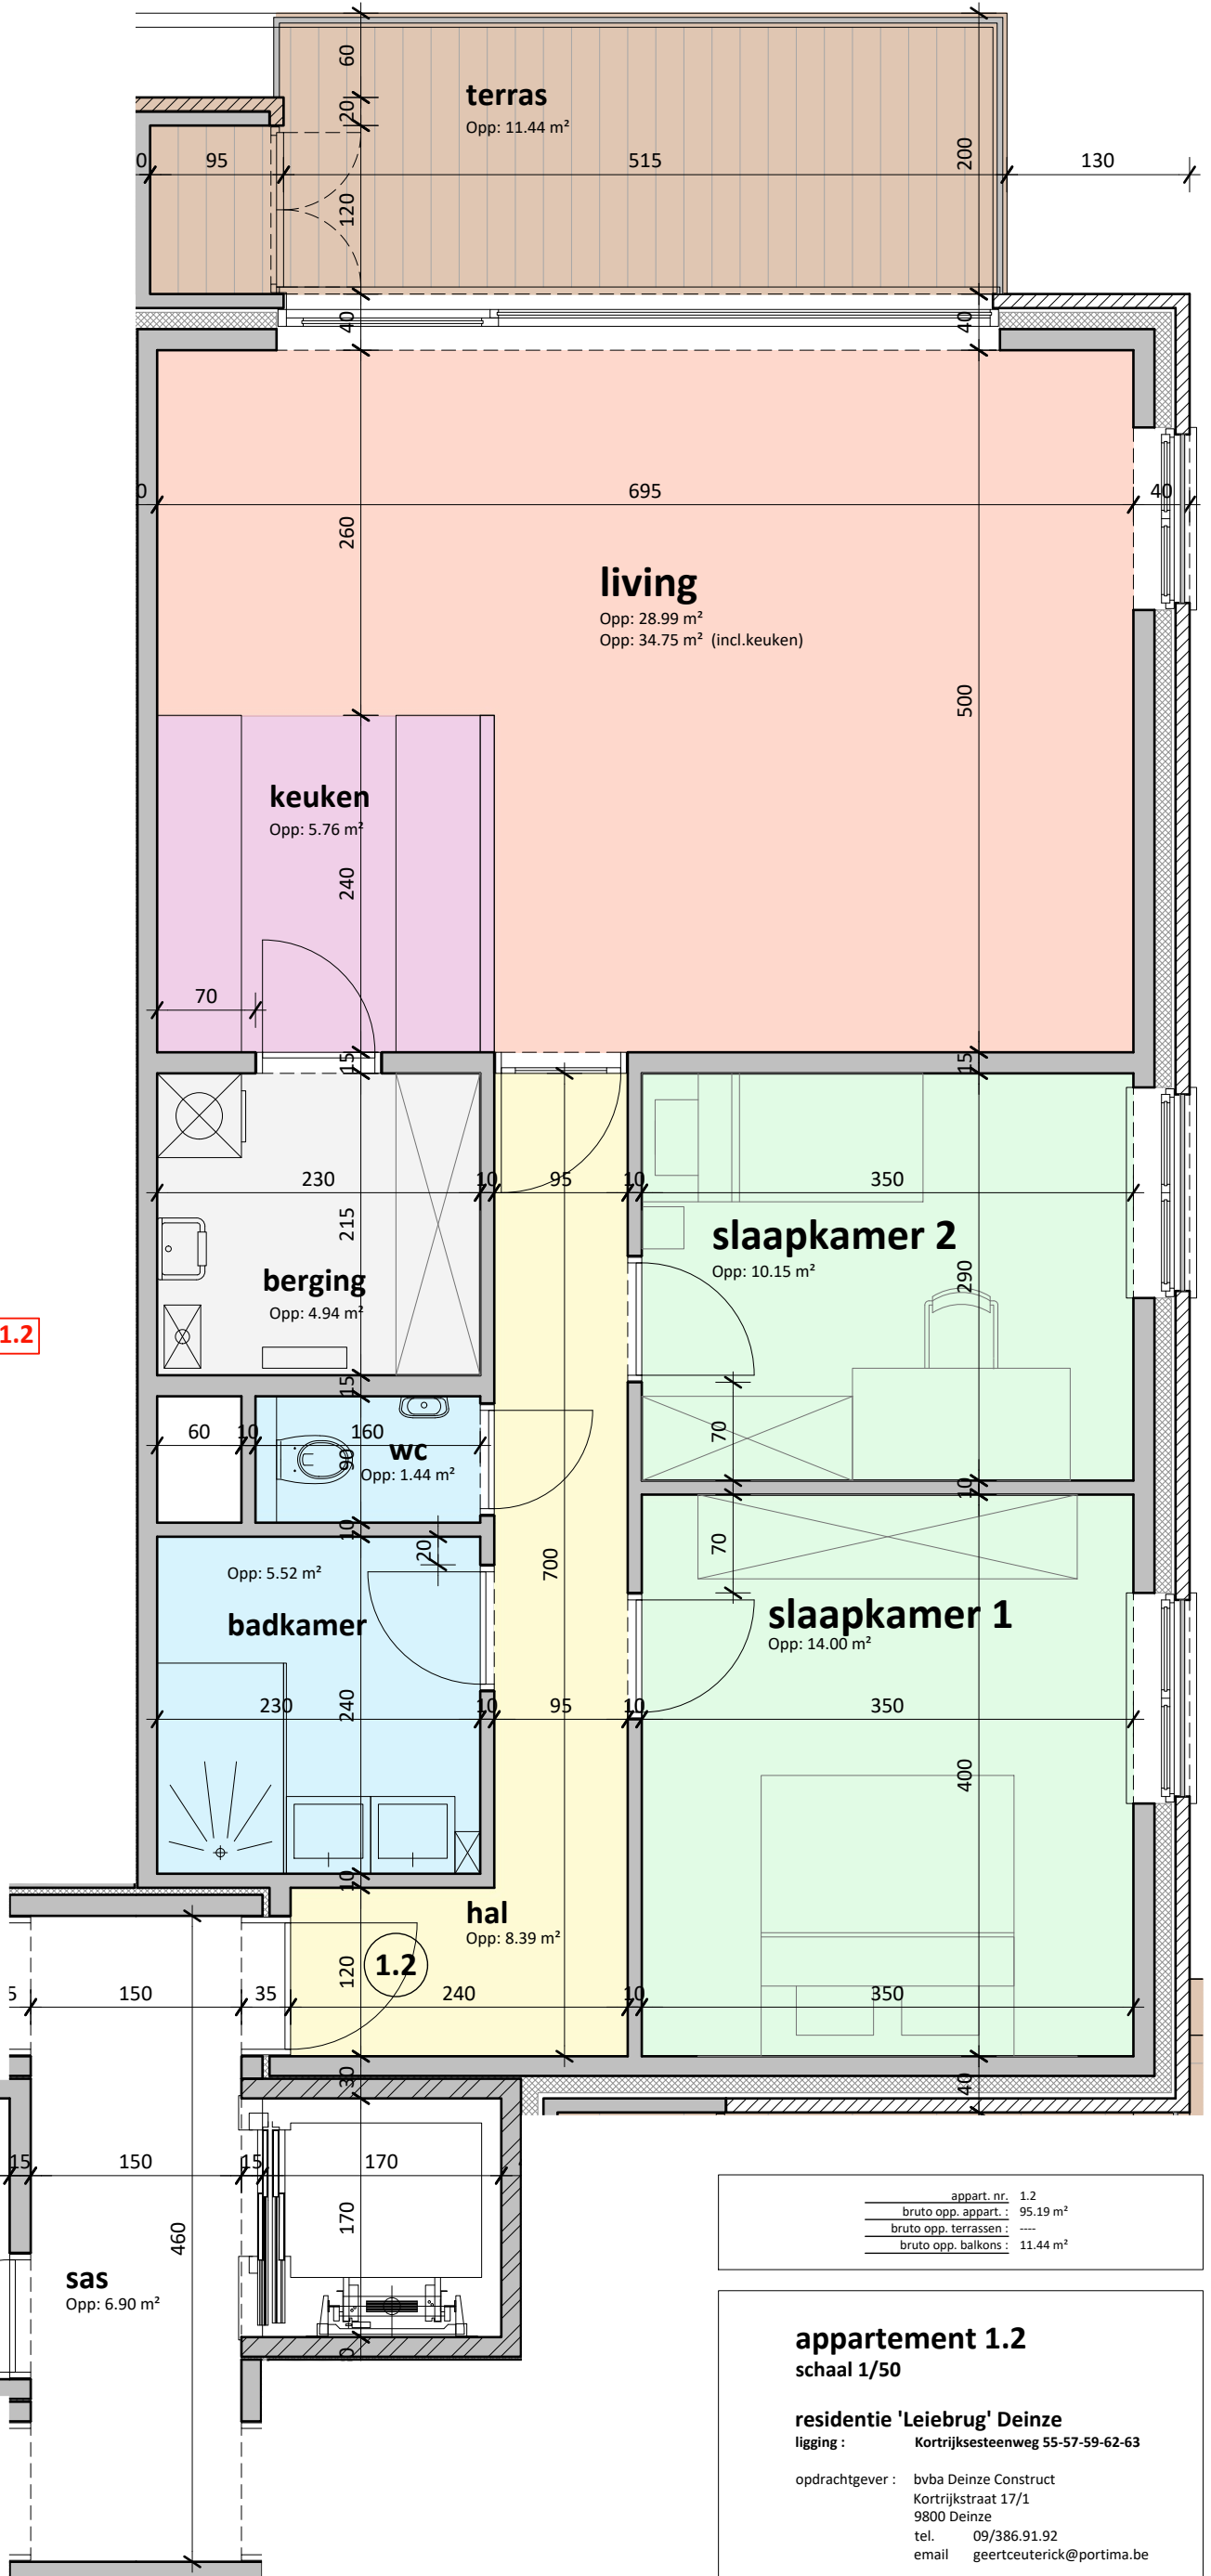 60
terras
Opp: 11.44 m²
20
0
95
515
200
130
120
40
40
0
695
40
260
living
Opp: 28.99 m²
Opp: 34.75 m² (incl.keuken)
500
keuken
Opp: 5.76 m²
240
70
15
15
230
10
95
10
350
215
slaapkamer 2
Opp: 10.15 m²
290
berging
Opp: 4.94 m²
1.2
15
60
10
160
wc
90
Opp: 1.44 m²
70
10
10
20
700
70
Opp: 5.52 m²
badkamer
slaapkamer 1
Opp: 14.00 m²
230
240
10
95
10
350
400
10
hal
Opp: 8.39 m²
1.2
120
5
150
35
240
10
350
30
40
15
150
15
170
170
460
sas
Opp: 6.90 m²
0
appart. nr. 1.2
bruto opp. appart. : 95.19 m²
bruto opp. terrassen : ----
bruto opp. balkons : 11.44 m²
appartement 1.2
schaal 1/50
residentie 'Leiebrug' Deinze
ligging : Kortrijksesteenweg 55-57-59-62-63
opdrachtgever : bvba Deinze Construct
Kortrijkstraat 17/1
9800 Deinze
tel. 09/386.91.92
email geertceuterick@portima.be